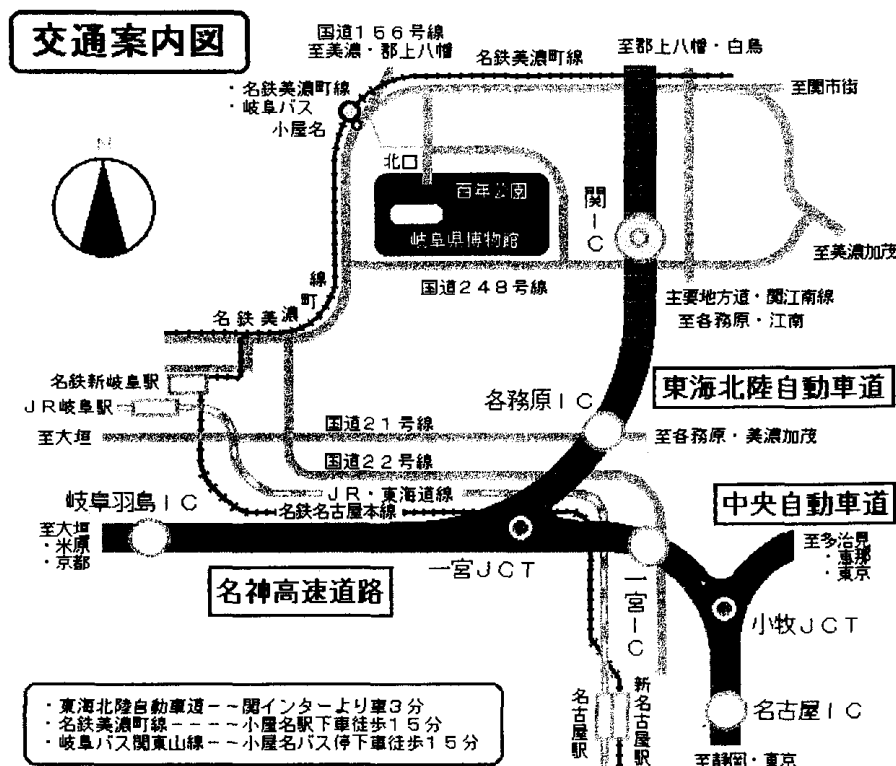 交通案内図
国道156号線
至美濃・郡上八幡
名鉄美濃町線
至郡上八幡・白鳥
・名鉄美濃町線
・岐阜バス
小屋名
至関市街
N
北口
百年公園
岐阜県博物館
関IC
至美濃加茂
国道248号線
主要地方道・関江南線
至各務原・江南
名鉄美濃町線
名鉄新岐阜駅
JR岐阜駅
各務原IC
東海北陸自動車道
国道21号線
至大垣
至各務原・美濃加茂
国道22号線
岐阜羽島IC
JR・東海道線
名鉄名古屋本線
中央自動車道
至大垣
・米原
・京都
至多治見
・恵那
・東京
一宮JCT
名神高速道路
一宮IC
小牧JCT
・東海北陸自動車道--関インターより車3分
・名鉄美濃町線----小屋名駅下車徒歩15分
・岐阜バス関東山線--小屋名バス停下車徒歩15分
名古屋駅
新名古屋駅
名古屋IC
至静岡・東京